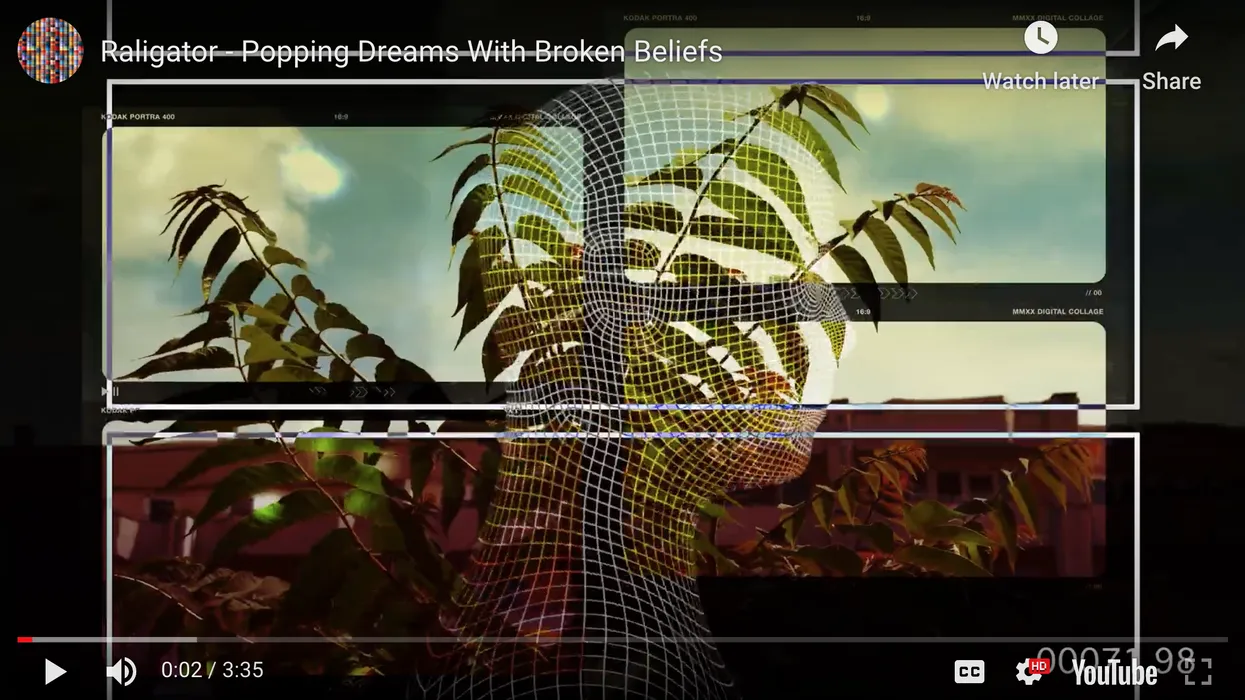 KODAK PORTRA 400 16:9 MMXX DIGITAL COLLAGE
Raligator - Popping Dreams With Broken Beliefs
Watch later Share
KODAK PORTRA 400 16:9
// 00
16:9 MMXX DIGITAL COLLAGE
0:02 / 3:35
CC HD YouTube
00071.98